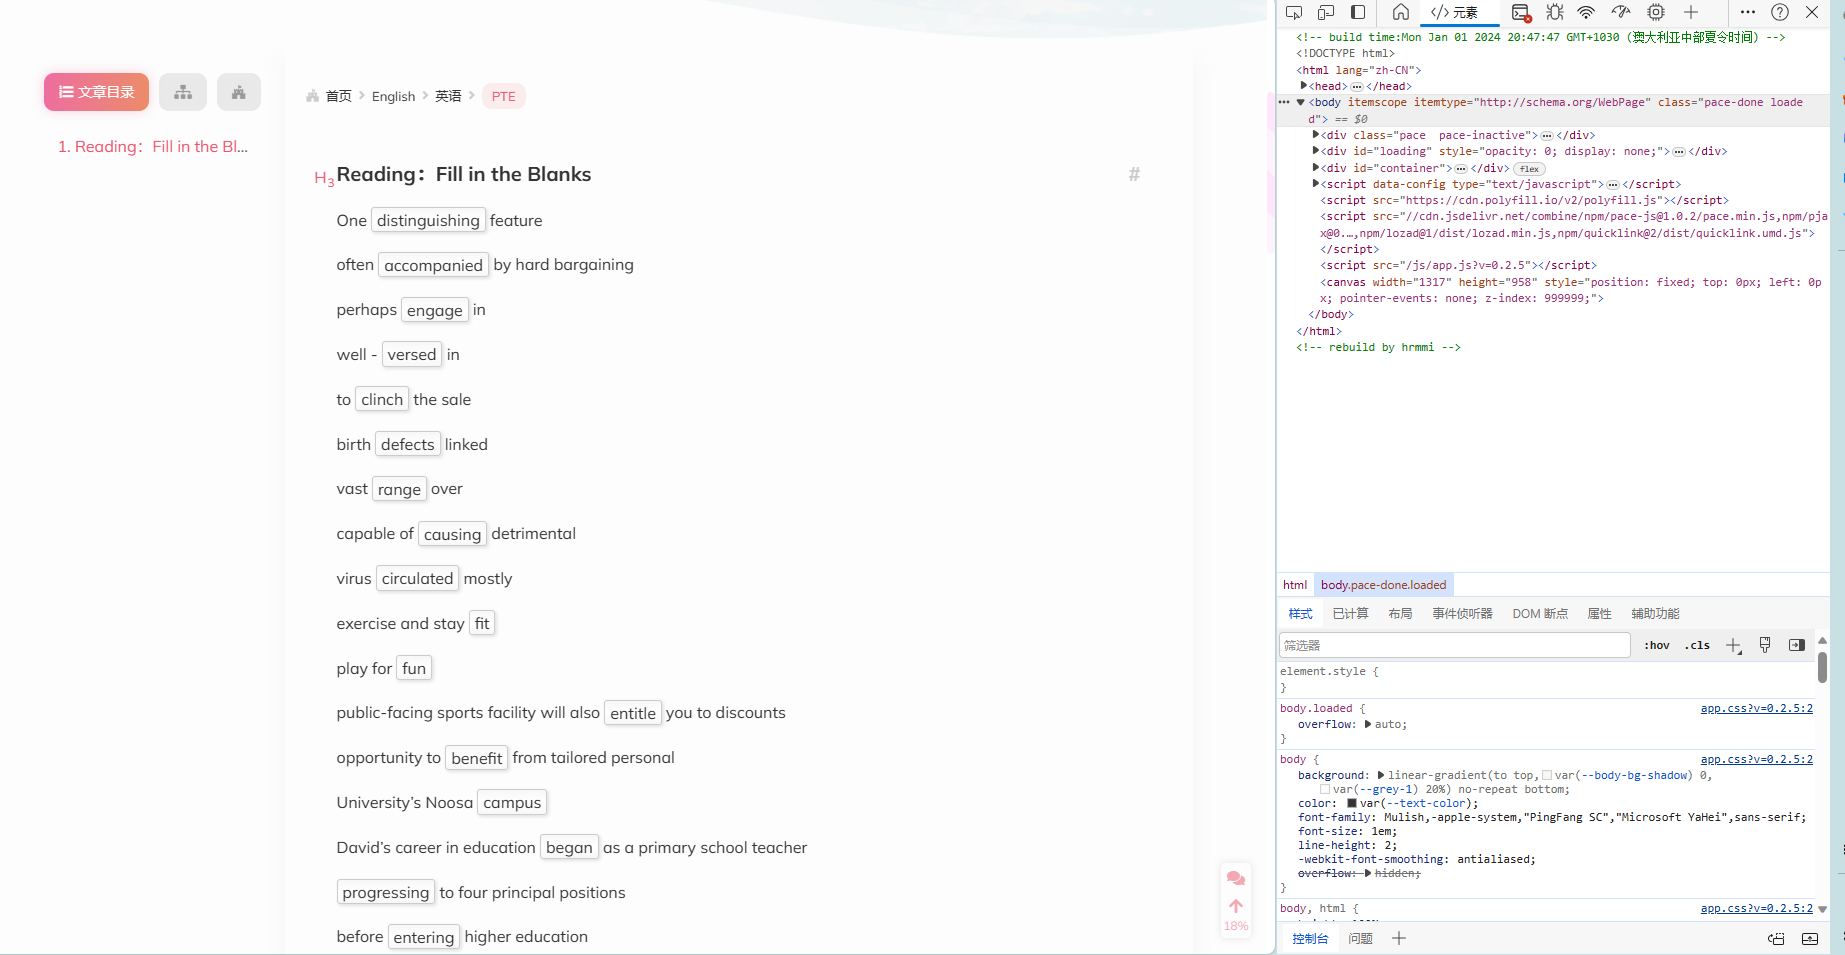 文章目录
1. Reading：Fill in the Bl...
首页 > English > 英语 > PTE
H3 Reading：Fill in the Blanks #
One distinguishing feature
often accompanied by hard bargaining
perhaps engage in
well - versed in
to clinch the sale
birth defects linked
vast range over
capable of causing detrimental
virus circulated mostly
exercise and stay fit
play for fun
public-facing sports facility will also entitle you to discounts
opportunity to benefit from tailored personal
University’s Noosa campus
David’s career in education began as a primary school teacher
progressing to four principal positions
before entering higher education
18%
</> 元素
<!-- build time:Mon Jan 01 2024 20:47:47 GMT+1030 (澳大利亚中部夏令时间) -->
<!DOCTYPE html>
<html lang="zh-CN">
<head>…</head>
<body itemscope itemtype="http://schema.org/WebPage" class="pace-done loade
d"> == $0
<div class="pace  pace-inactive">…</div>
<div id="loading" style="opacity: 0; display: none;">…</div>
<div id="container">…</div> flex
<script data-config type="text/javascript">…</script>
<script src="https://cdn.polyfill.io/v2/polyfill.js"></script>
<script src="//cdn.jsdelivr.net/combine/npm/pace-js@1.0.2/pace.min.js,npm/pja
x@0.…,npm/lozad@1/dist/lozad.min.js,npm/quicklink@2/dist/quicklink.umd.js">
</script>
<script src="/js/app.js?v=0.2.5"></script>
<canvas width="1317" height="958" style="position: fixed; top: 0px; left: 0p
x; pointer-events: none; z-index: 999999;">
</body>
</html>
<!-- rebuild by hrmmi -->
html body.pace-done.loaded
样式 已计算 布局 事件侦听器 DOM 断点 属性 辅助功能
筛选器 :hov .cls
element.style {
}
body.loaded { app.css?v=0.2.5:2
overflow: auto;
}
body { app.css?v=0.2.5:2
background: linear-gradient(to top, var(--body-bg-shadow) 0,
var(--grey-1) 20%) no-repeat bottom;
color: var(--text-color);
font-family: Mulish,-apple-system,"PingFang SC","Microsoft YaHei",sans-serif;
font-size: 1em;
line-height: 2;
-webkit-font-smoothing: antialiased;
overflow: hidden;
}
body, html { app.css?v=0.2.5:2
控制台 问题